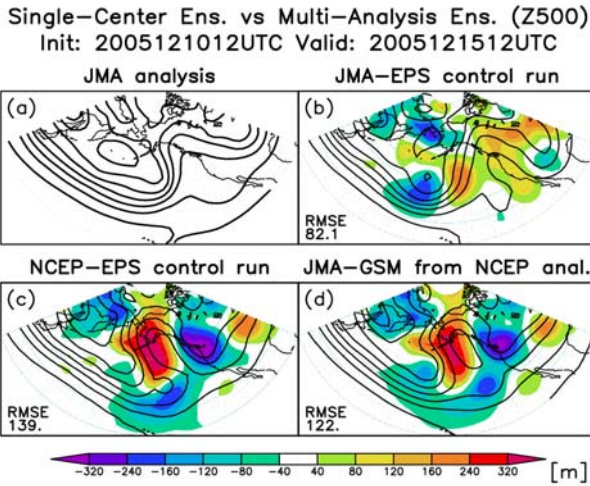 Single-Center Ens. vs Multi-Analysis Ens. (Z500)
Init: 2005121012UTC Valid: 2005121512UTC
JMA analysis
JMA-EPS control run
(a)
(b)
RMSE
82.1
NCEP-EPS control run
JMA-GSM from NCEP anal.
(c)
(d)
RMSE
139.
RMSE
122.
-320 -240 -160 -120 -80 -40 40 80 120 160 240 320
[m]